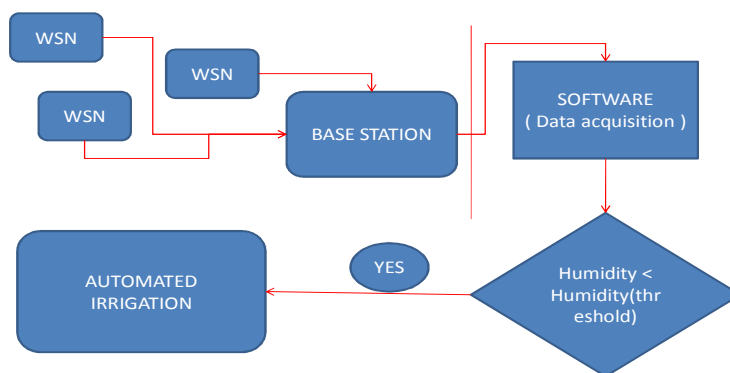 WSN
WSN
WSN
BASE STATION
SOFTWARE
( Data acquisition )
Humidity <
Humidity(thr
eshold)
YES
AUTOMATED
IRRIGATION